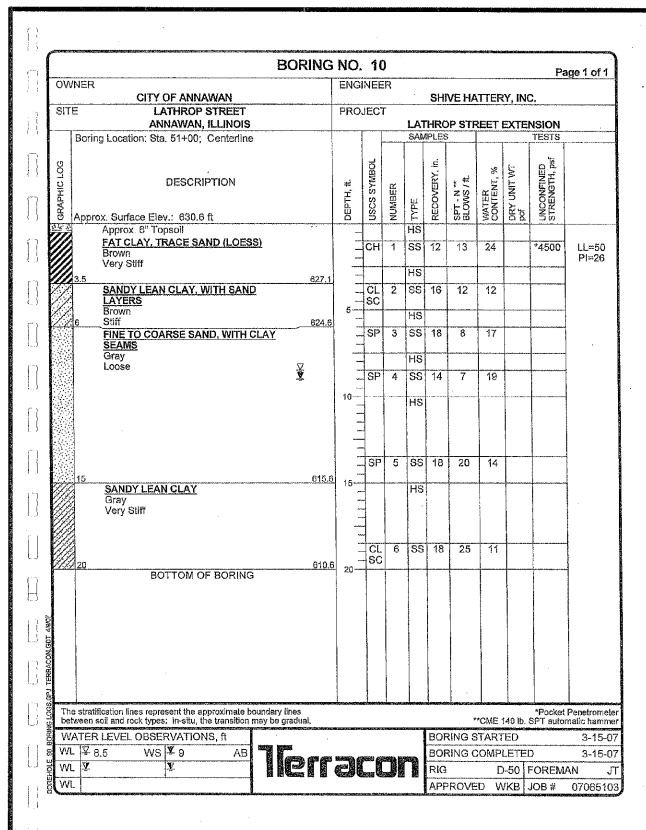 BORING NO. 10
Page 1 of 1
OWNER
CITY OF ANNAWAN
ENGINEER
SHIVE HATTERY, INC.
SITE
LATHROP STREET
ANNAWAN, ILLINOIS
PROJECT
LATHROP STREET EXTENSION
Boring Location: Sta. 51+00; Centerline
SAMPLES
TESTS
GRAPHIC LOG
DESCRIPTION
DEPTH, ft.
USCS SYMBOL
NUMBER
TYPE
RECOVERY, in.
SPT - N **
BLOWS / ft.
WATER
CONTENT, %
DRY UNIT WT
pcf
UNCONFINED
STRENGTH, psf
Approx. Surface Elev.: 630.6 ft
Approx. 6" Topsoil
HS
FAT CLAY, TRACE SAND (LOESS)
CH 1 SS 12 13 24 *4500 LL=50
Brown
PI=26
Very Stiff
HS
3.5 627.1
SANDY LEAN CLAY, WITH SAND
CL 2 SS 16 12 12
LAYERS
SC
Brown
5
HS
6 Stiff 624.6
FINE TO COARSE SAND, WITH CLAY
SP 3 SS 18 8 17
SEAMS
Gray
HS
Loose
SP 4 SS 14 7 19
10
HS
SP 5 SS 18 20 14
15 615.6
15
SANDY LEAN CLAY
HS
Gray
Very Stiff
CL 6 SS 18 25 11
SC
20 610.6
20
BOTTOM OF BORING
The stratification lines represent the approximate boundary lines
between soil and rock types: in-situ, the transition may be gradual.
*Pocket Penetrometer
**CME 140 lb. SPT automatic hammer
WATER LEVEL OBSERVATIONS, ft
WL 8.5 WS 9 AB
WL
WL
Terracon
BORING STARTED 3-15-07
BORING COMPLETED 3-15-07
RIG D-50 FOREMAN JT
APPROVED WKB JOB # 07065103